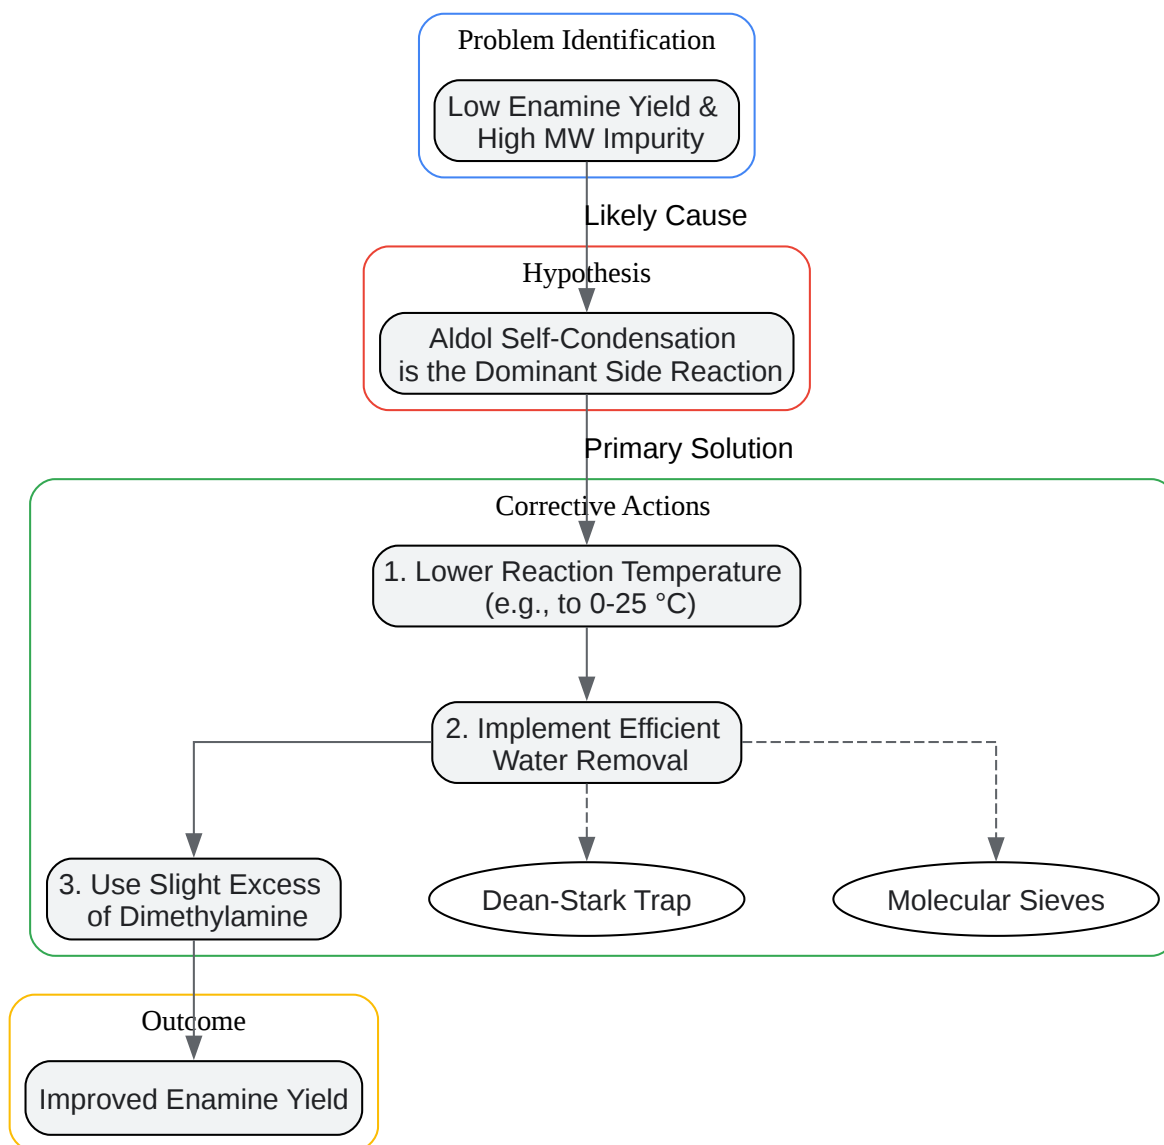 Problem Identification
Low Enamine Yield &
High MW Impurity
Likely Cause
Hypothesis
Aldol Self-Condensation
is the Dominant Side Reaction
Primary Solution
Corrective Actions
1. Lower Reaction Temperature
(e.g., to 0-25 °C)
2. Implement Efficient
Water Removal
3. Use Slight Excess
of Dimethylamine
Dean-Stark Trap
Molecular Sieves
Outcome
Improved Enamine Yield